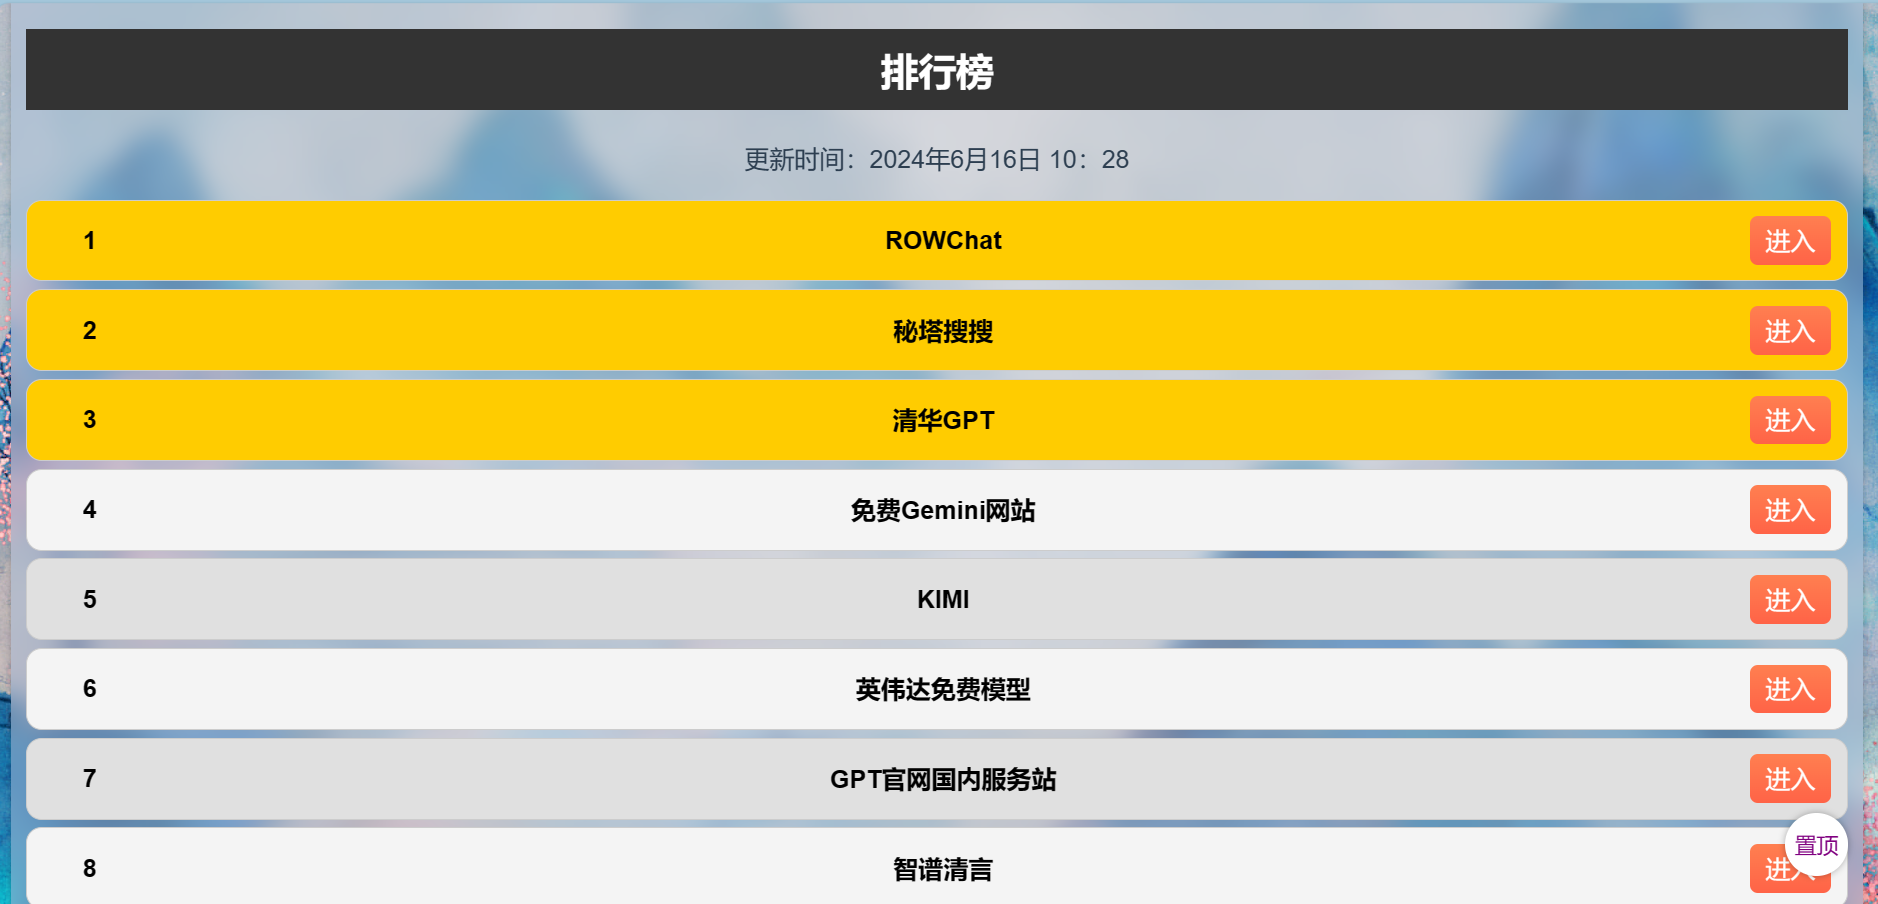 排行榜
更新时间：2024年6月16日 10：28
1 ROWChat 进入
2 秘塔搜搜 进入
3 清华GPT 进入
4 免费Gemini网站 进入
5 KIMI 进入
6 英伟达免费模型 进入
7 GPT官网国内服务站 进入
置顶
8 智谱清言 进入